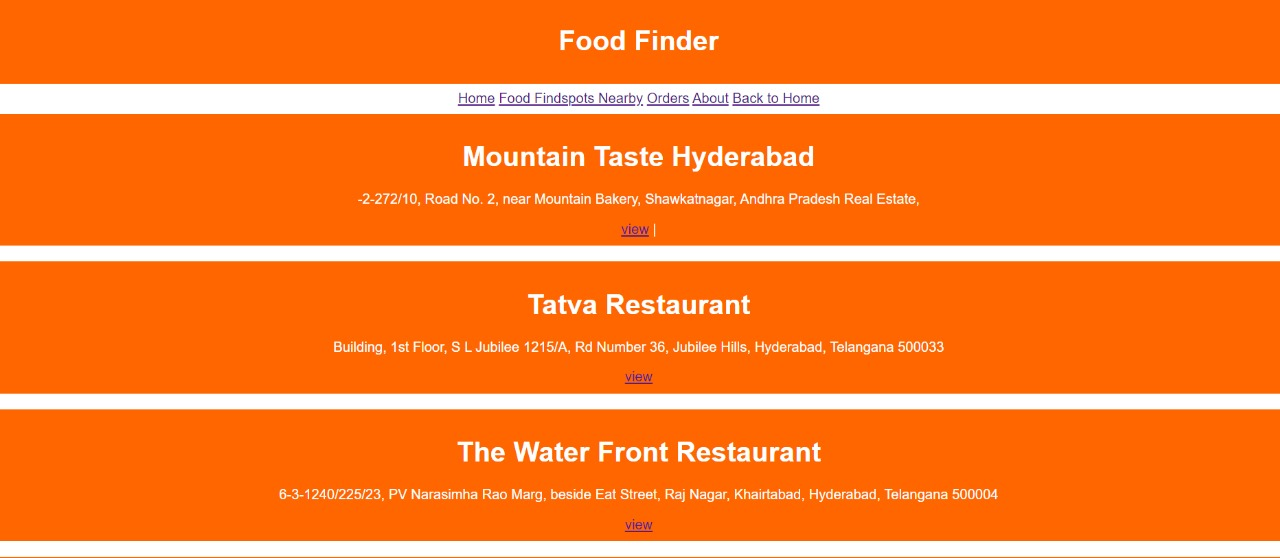 Food Finder
Home Food Findspots Nearby Orders About Back to Home
Mountain Taste Hyderabad
-2-272/10, Road No. 2, near Mountain Bakery, Shawkatnagar, Andhra Pradesh Real Estate,
view |
Tatva Restaurant
Building, 1st Floor, S L Jubilee 1215/A, Rd Number 36, Jubilee Hills, Hyderabad, Telangana 500033
view
The Water Front Restaurant
6-3-1240/225/23, PV Narasimha Rao Marg, beside Eat Street, Raj Nagar, Khairtabad, Hyderabad, Telangana 500004
view